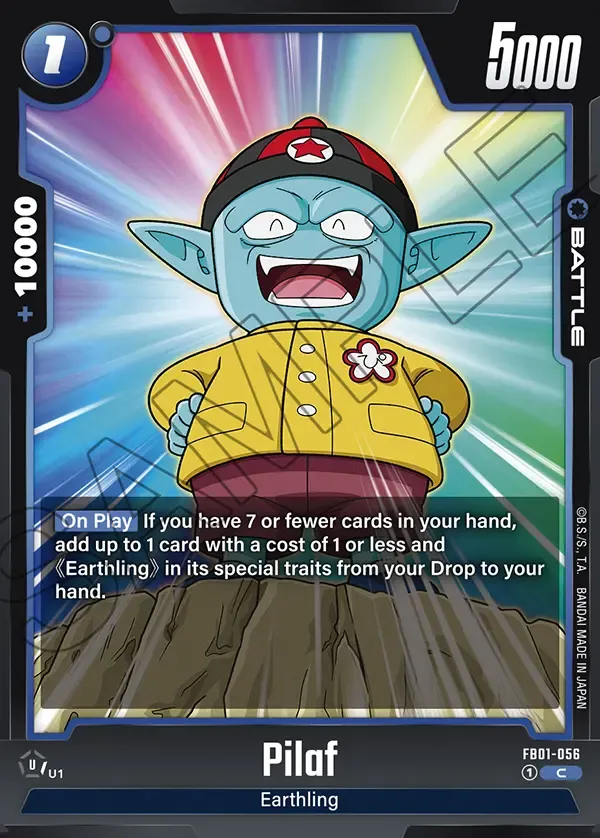 1
5000
+ 10000
BATTLE
SAMPLE
On Play If you have 7 or fewer cards in your hand,
add up to 1 card with a cost of 1 or less and
《Earthling》 in its special traits from your Drop to your
hand.
©B.S./S., T.A. BANDAI MADE IN JAPAN
Pilaf
FB01-056
U U1
1 C
Earthling